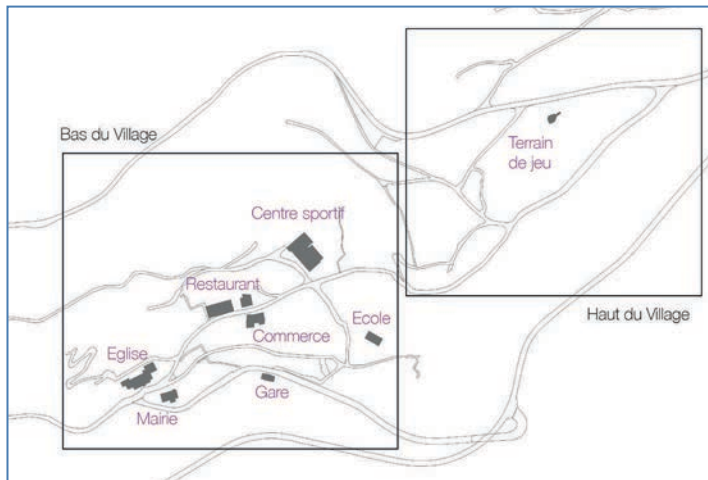 Bas du Village
Terrain
de jeu
Centre sportif
Restaurant
Ecole
Haut du Village
Commerce
Eglise
Gare
Mairie